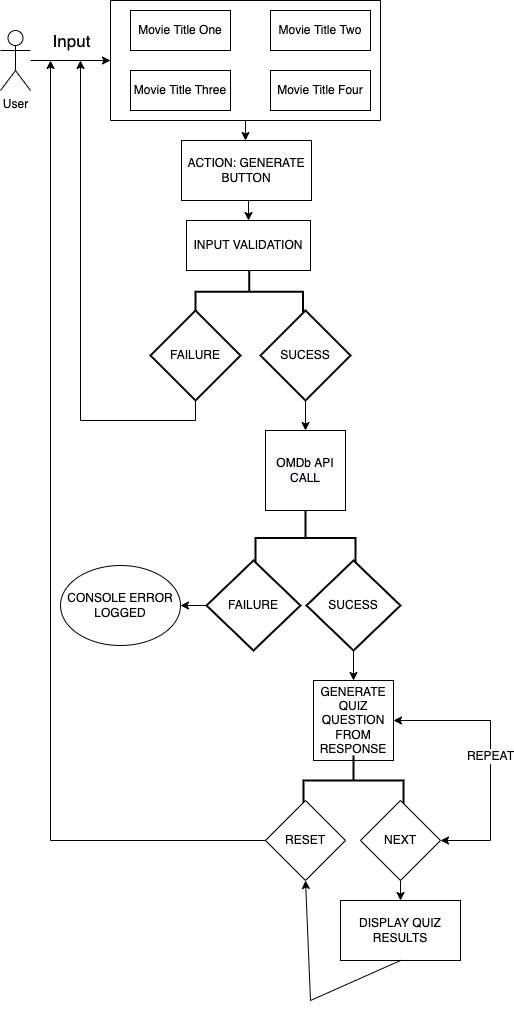 Input
User
Movie Title One
Movie Title Two
Movie Title Three
Movie Title Four
ACTION: GENERATE
BUTTON
INPUT VALIDATION
FAILURE
SUCESS
OMDb API
CALL
CONSOLE ERROR
LOGGED
FAILURE
SUCESS
GENERATE
QUIZ
QUESTION
FROM
RESPONSE
REPEAT
RESET
NEXT
DISPLAY QUIZ
RESULTS